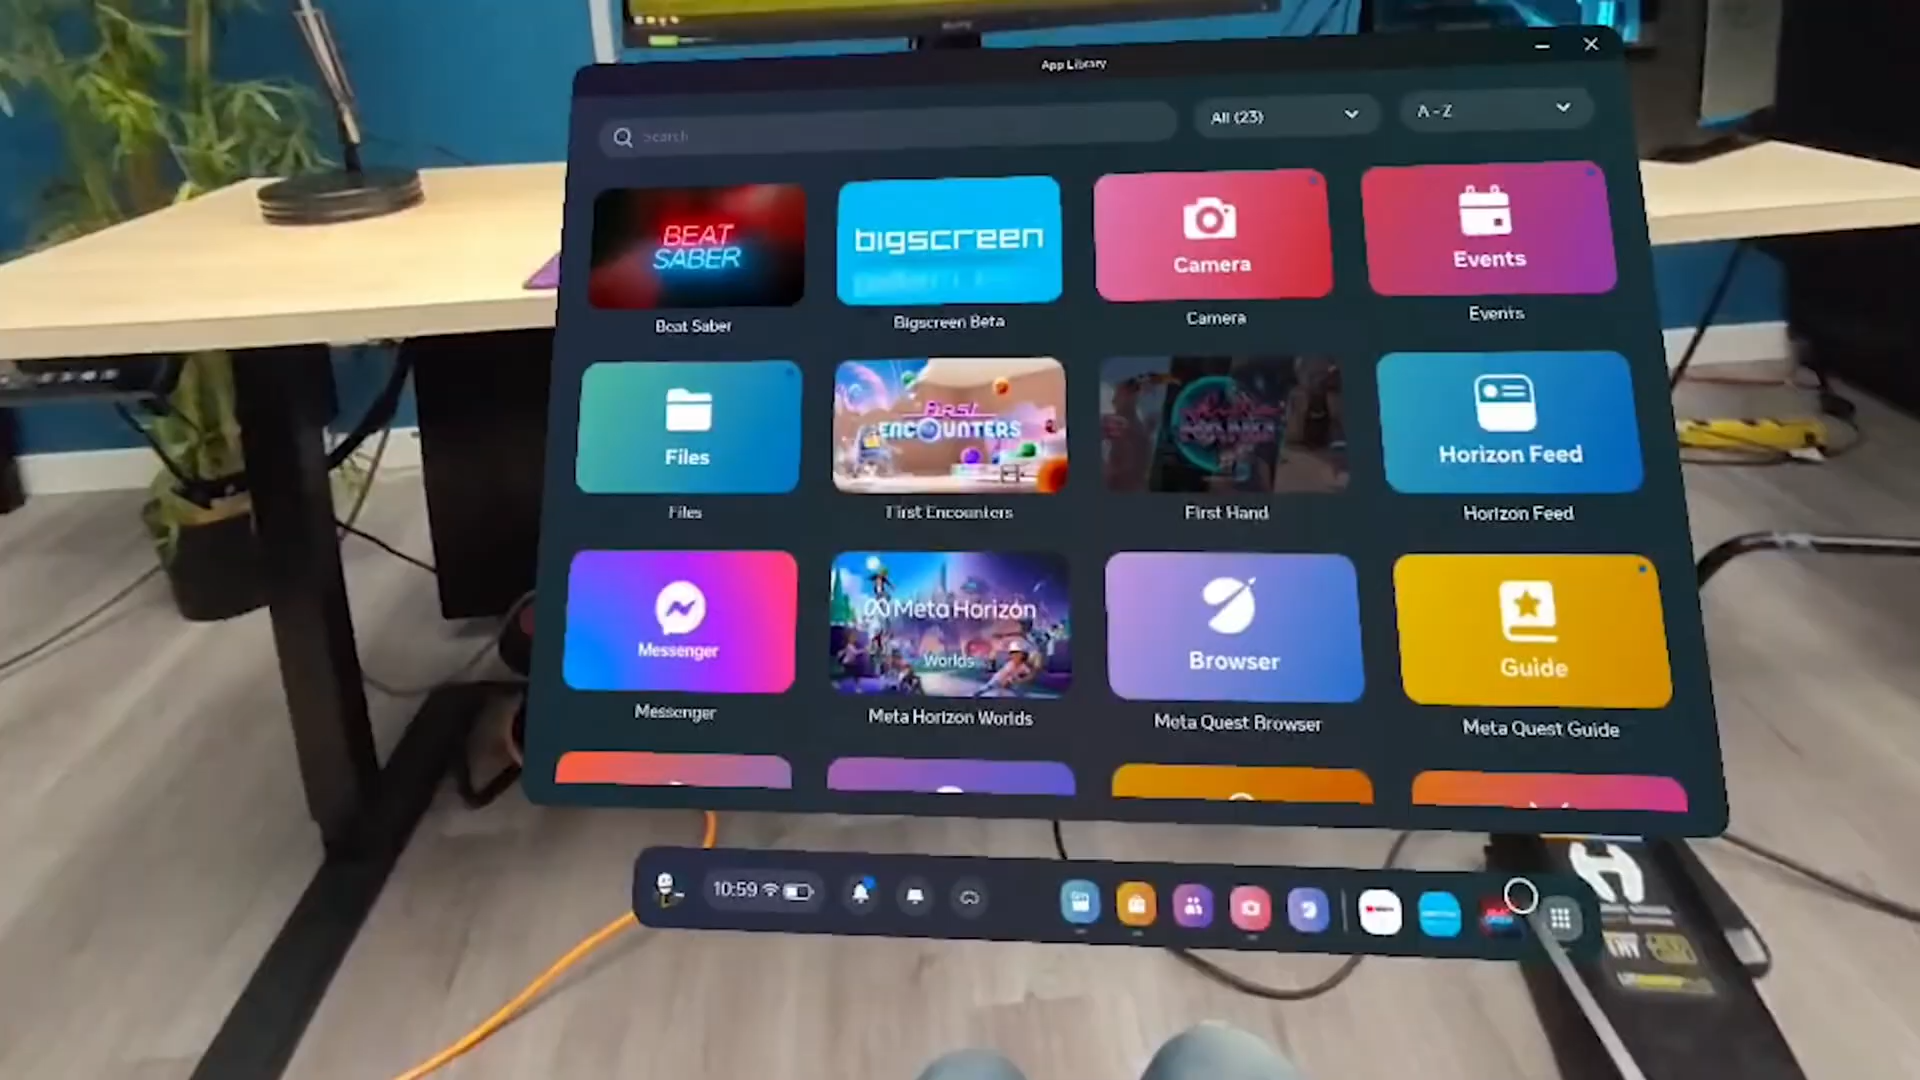 App Library
Search
All (23)
A - Z
BEAT
SABER
bigscreen
Camera
Events
Beat Saber
Bigscreen Beta
Camera
Events
Files
FIRST
ENCOUNTERS
Horizon Feed
Files
First Encounters
First Hand
Horizon Feed
Messenger
Meta Horizon
Worlds
Browser
Guide
Messenger
Meta Horizon Worlds
Meta Quest Browser
Meta Quest Guide
10:59